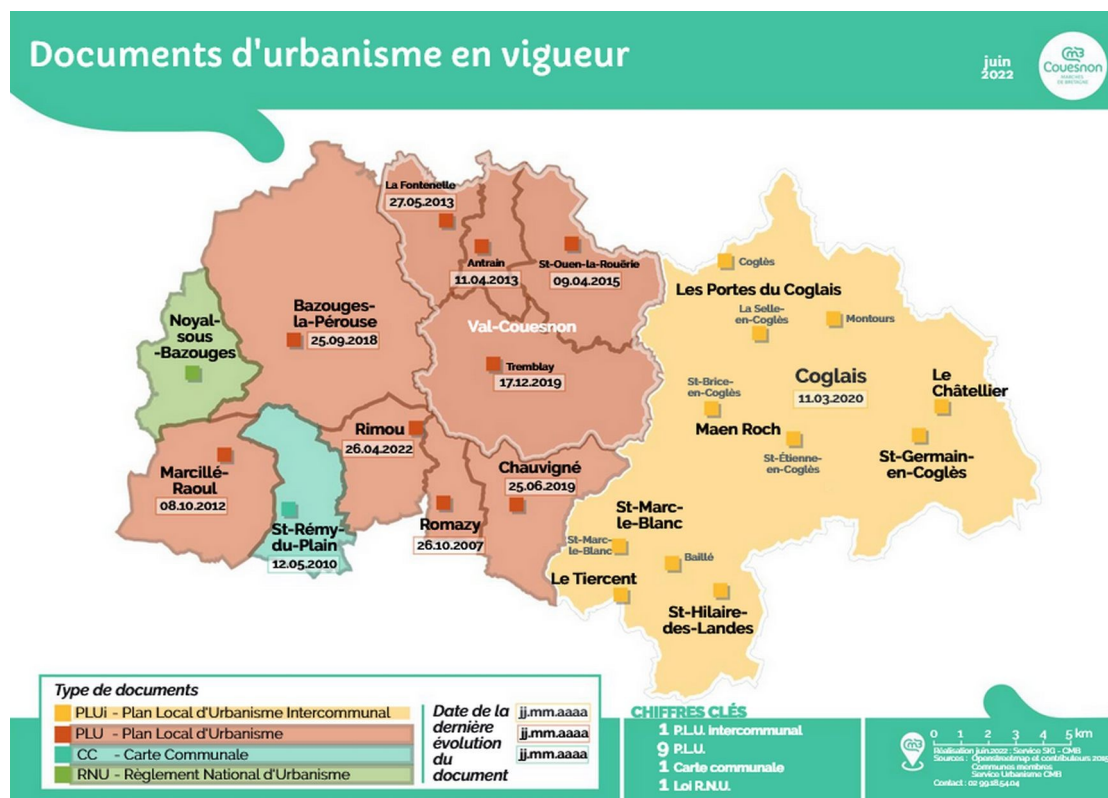 Documents d'urbanisme en vigueur
juin
2022
Couesnon
MARCHES
DE BRETAGNE
La Fontenelle
27.05.2013
Antrain
11.04.2013
St-Ouen-la-Rouërie
09.04.2015
Coglès
Les Portes du Coglais
La Selle-
en-Coglès
Montours
Noyal-
sous
-Bazouges
Bazouges-
la-Pérouse
25.09.2018
Val-Couesnon
Tremblay
17.12.2019
Coglais
11.03.2020
Le
Châtellier
St-Brice-
en-Coglès
Maen Roch
St-Étienne-
en-Coglès
St-Germain-
en-Coglès
Rimou
26.04.2022
Marcillé-
Raoul
08.10.2012
Chauvigné
25.06.2019
St-Rémy-
du-Plain
12.05.2010
Romazy
26.10.2007
St-Marc-
le-Blanc
St-Marc-
le-Blanc
Baillé
Le Tiercent
St-Hilaire-
des-Landes
Type de documents
PLUi - Plan Local d'Urbanisme Intercommunal
PLU - Plan Local d'Urbanisme
CC - Carte Communale
RNU - Règlement National d'Urbanisme
Date de la
dernière
évolution
du
document
jj.mm.aaaa
jj.mm.aaaa
jj.mm.aaaa
CHIFFRES CLÉS
1 P.L.U. Intercommunal
9 P.L.U.
1 Carte communale
1 Loi R.N.U.
0 1 2 3 4 5 km
Réalisation juin.2022 : Service SIG - CMB
Sources : Openstreetmap et contributeurs
Communes membres
Service Urbanisme CMB
Contact : 02 99.18.54.04